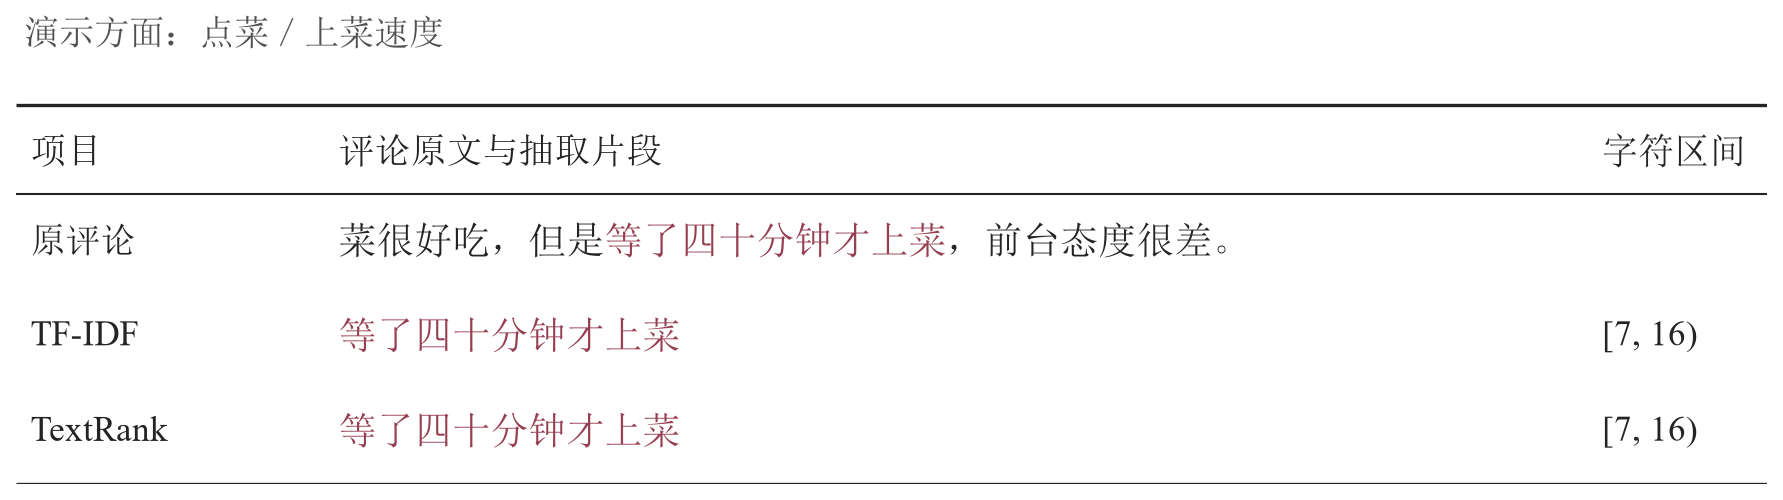 演示方面：点菜 / 上菜速度
项目 评论原文与抽取片段 字符区间
原评论 菜很好吃，但是等了四十分钟才上菜，前台态度很差。
TF-IDF 等了四十分钟才上菜 [7, 16)
TextRank 等了四十分钟才上菜 [7, 16)